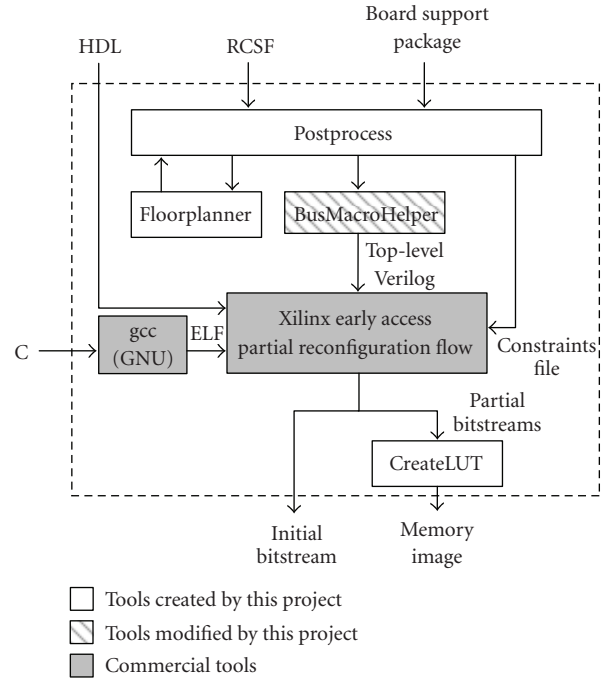 Board support
package
HDL
RCSF
Postprocess
Floorplanner
BusMacroHelper
Top-level
Verilog
Xilinx early access
partial reconfiguration flow
gcc
(GNU)
ELF
C
Constraints
file
Partial
bitstreams
CreateLUT
Initial
bitstream
Memory
image
Tools created by this project
Tools modified by this project
Commercial tools